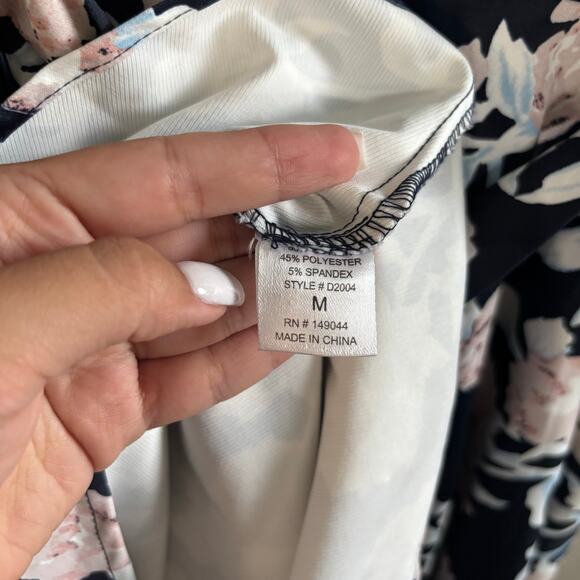 45% POLYESTER
5% SPANDEX
STYLE # D2004
M
RN # 149044
MADE IN CHINA